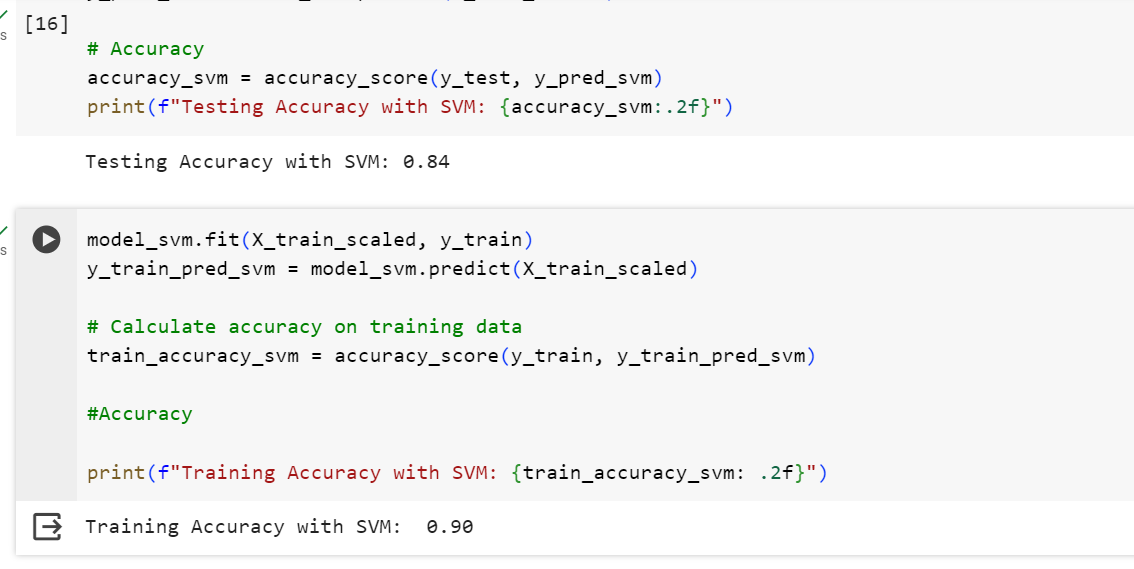 [16]
s
# Accuracy
accuracy_svm = accuracy_score(y_test, y_pred_svm)
print(f"Testing Accuracy with SVM: {accuracy_svm:.2f}")
Testing Accuracy with SVM: 0.84
s
model_svm.fit(X_train_scaled, y_train)
y_train_pred_svm = model_svm.predict(X_train_scaled)
# Calculate accuracy on training data
train_accuracy_svm = accuracy_score(y_train, y_train_pred_svm)
#Accuracy
print(f"Training Accuracy with SVM: {train_accuracy_svm: .2f}")
Training Accuracy with SVM:  0.90